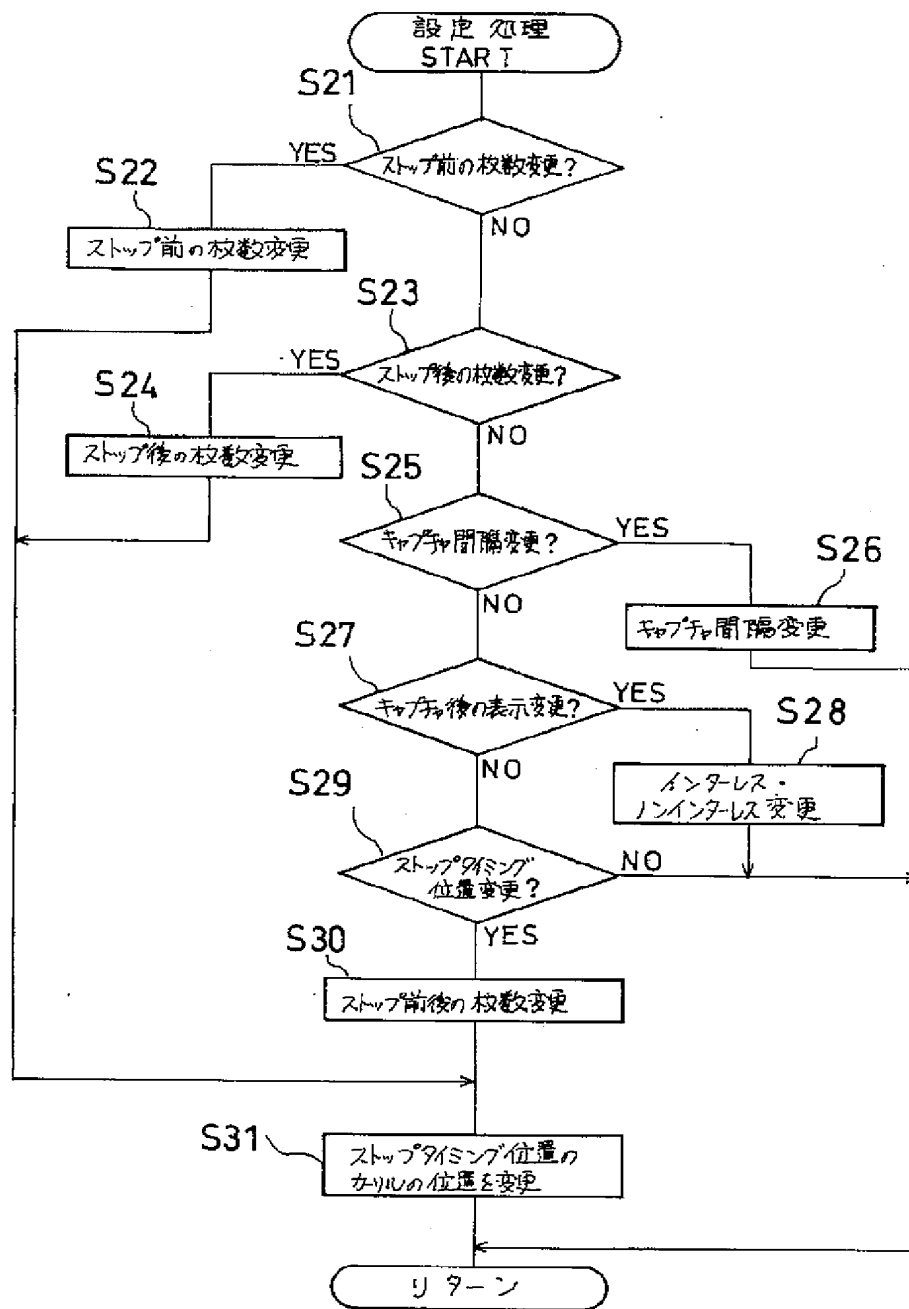 設定処理
START
S21
ストップ前の枚数変更?
YES
NO
S22
ストップ前の枚数変更
S23
ストップ後の枚数変更?
YES
NO
S24
ストップ後の枚数変更
S25
キャプチャ間隔変更?
YES
NO
S26
キャプチャ間隔変更
S27
キャプチャ後の表示変更?
YES
NO
S28
インターレス・
ノンインターレス変更
S29
ストップタイミング
位置変更?
NO
YES
S30
ストップ前後の枚数変更
S31
ストップタイミング位置の
カーソルの位置を変更
リターン